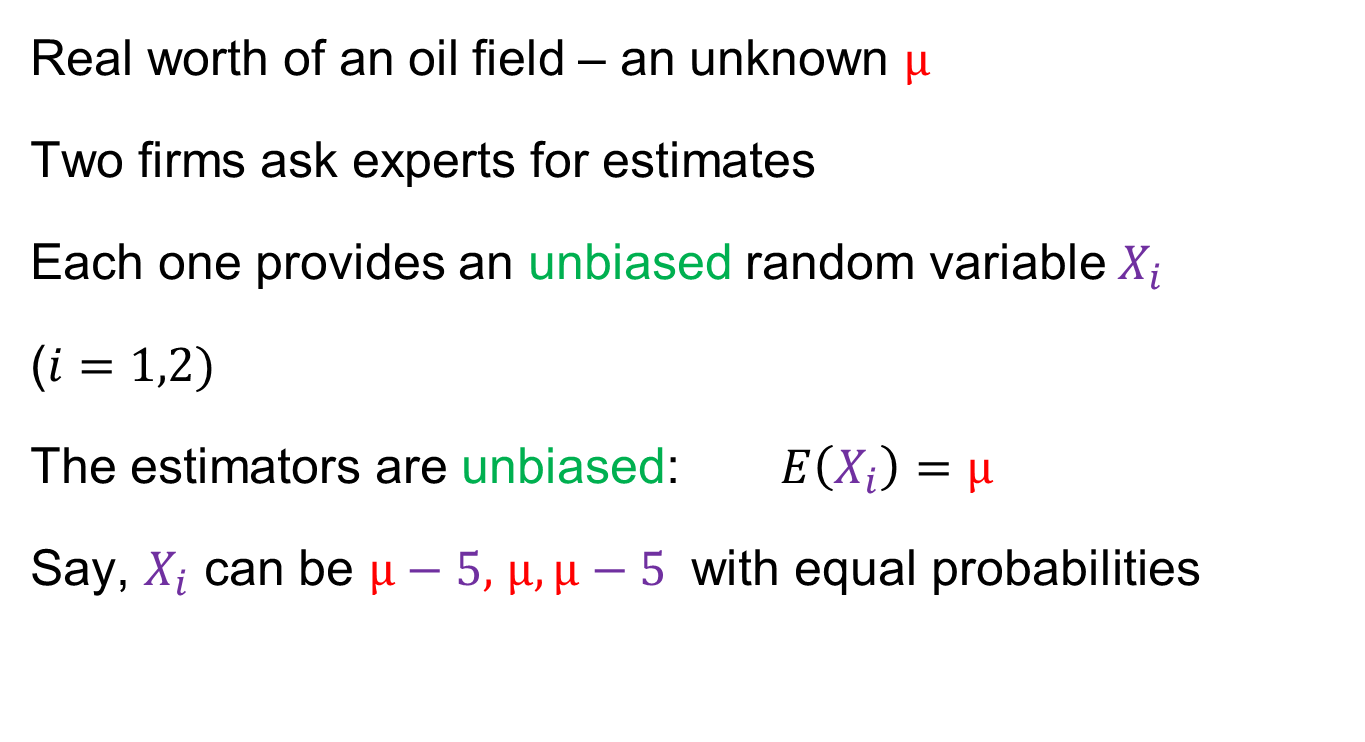 Real worth of an oil field – an unknown μ
Two firms ask experts for estimates
Each one provides an unbiased random variable Xᵢ
(i = 1,2)
The estimators are unbiased: E(Xᵢ) = μ
Say, Xᵢ can be μ − 5, μ, μ − 5 with equal probabilities